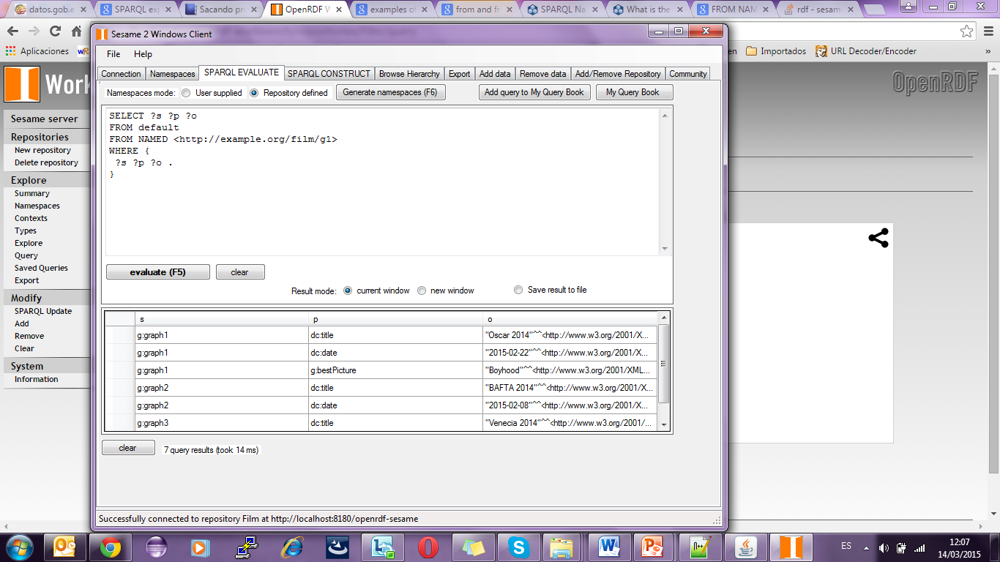 datos.gob.e
SPARQL exp
Sacando pr
OpenRDF W
examples of
from and fr
SPARQL Na
What is the
FROM NAM
rdf - sesam
Aplicaciones
en
Importados
URL Decoder/Encoder
»
Work
OpenRDF
Sesame server
Repositories
New repository
Delete repository
Explore
Summary
Namespaces
Contexts
Types
Explore
Query
Saved Queries
Export
Modify
SPARQL Update
Add
Remove
Clear
System
Information
Sesame 2 Windows Client
File Help
Connection Namespaces SPARQL EVALUATE SPARQL CONSTRUCT Browse Hierarchy Export Add data Remove data Add/Remove Repository Community
Namespaces mode: User supplied Repository defined Generate namespaces (F6) Add query to My Query Book My Query Book
SELECT ?s ?p ?o
FROM default
FROM NAMED <http://example.org/film/g1>
WHERE {
?s ?p ?o .
}
evaluate (F5) clear
Result mode: current window new window Save result to file
s p o
g:graph1 dc:title "Oscar 2014"^^<http://www.w3.org/2001/X...
g:graph1 dc:date "2015-02-22"^^<http://www.w3.org/2001/X...
g:graph1 g:bestPicture "Boyhood"^^<http://www.w3.org/2001/XML...
g:graph2 dc:title "BAFTA 2014"^^<http://www.w3.org/2001/X...
g:graph2 dc:date "2015-02-08"^^<http://www.w3.org/2001/X...
g:graph3 dc:title "Venecia 2014"^^<http://www.w3.org/2001/...
clear 7 query results (took 14 ms)
Successfully connected to repository Film at http://localhost:8180/openrdf-sesame
ES
12:07
14/03/2015